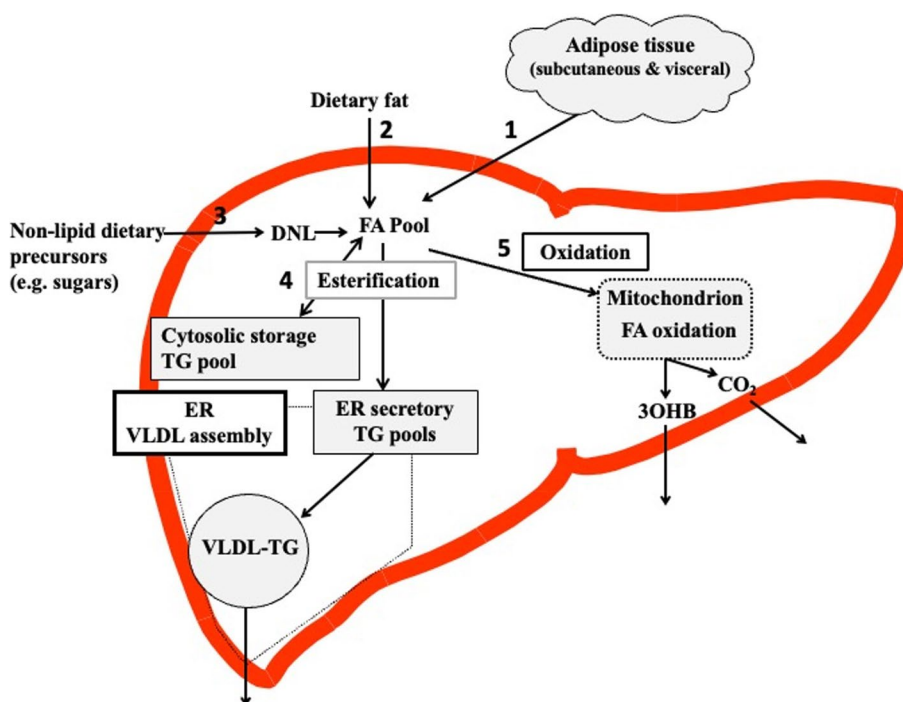 Adipose tissue
(subcutaneous & visceral)
Dietary fat
2
1
3
Non-lipid dietary
precursors
(e.g. sugars)
DNL
FA Pool
5
Oxidation
4
Esterification
Mitochondrion
FA oxidation
Cytosolic storage
TG pool
CO₂
3OHB
ER
VLDL assembly
ER secretory
TG pools
VLDL-TG